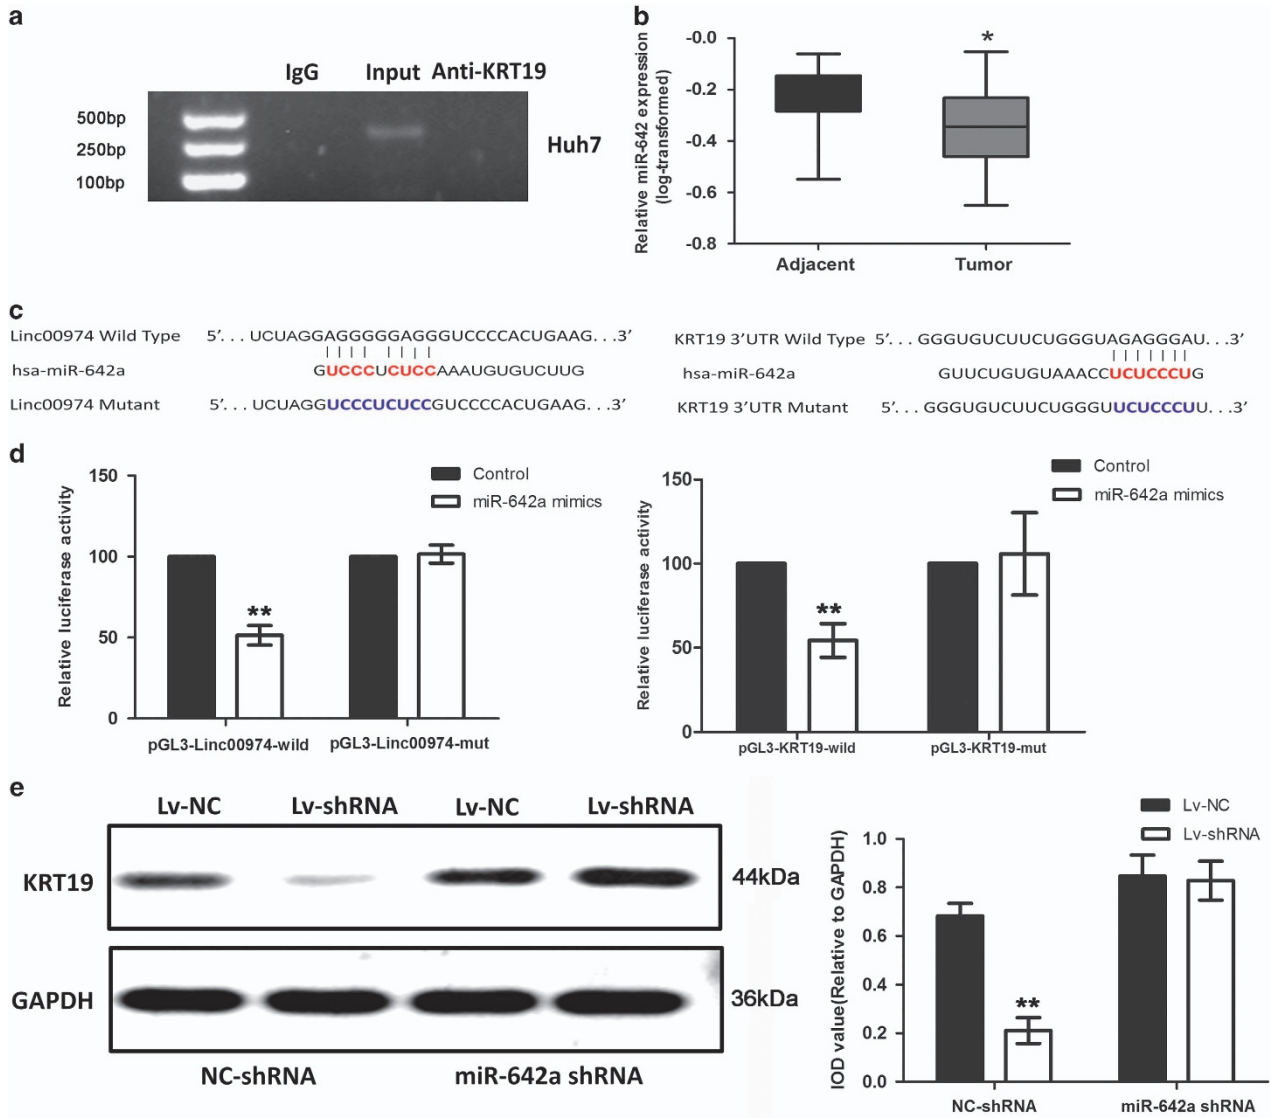 a
IgG Input Anti-KRT19
500bp
250bp
100bp
Huh7
b
Relative miR-642 expression
(log-transformed)
-0.0
-0.2
-0.4
-0.6
-0.8
*
Adjacent Tumor
c
Linc00974 Wild Type 5'. . . UCUAGGAGGGGGAGGGUCCCCACUGAAG. . .3'
hsa-miR-642a GUCCCUCUCCAAAUGUGUCUUG
Linc00974 Mutant 5'. . . UCUAGGUCCCUCUCCGUCCCCACUGAAG. . .3'
KRT19 3'UTR Wild Type 5'. . . GGGUGUCUUCUGGGUAGAGGGAU. . .3'
hsa-miR-642a GUUCUGUGUAAACCUCUCCCUG
KRT19 3'UTR Mutant 5'. . . GGGUGUCUUCUGGGUUCUCCCUU. . .3'
d
Relative luciferase activity
150
100
50
0
Control
miR-642a mimics
**
pGL3-Linc00974-wild pGL3-Linc00974-mut
Relative luciferase activity
150
100
50
0
Control
miR-642a mimics
**
pGL3-KRT19-wild pGL3-KRT19-mut
e
Lv-NC Lv-shRNA Lv-NC Lv-shRNA
KRT19 44kDa
GAPDH 36kDa
NC-shRNA miR-642a shRNA
IOD value(Relative to GAPDH)
1.0
0.8
0.6
0.4
0.2
0.0
Lv-NC
Lv-shRNA
**
NC-shRNA miR-642a shRNA